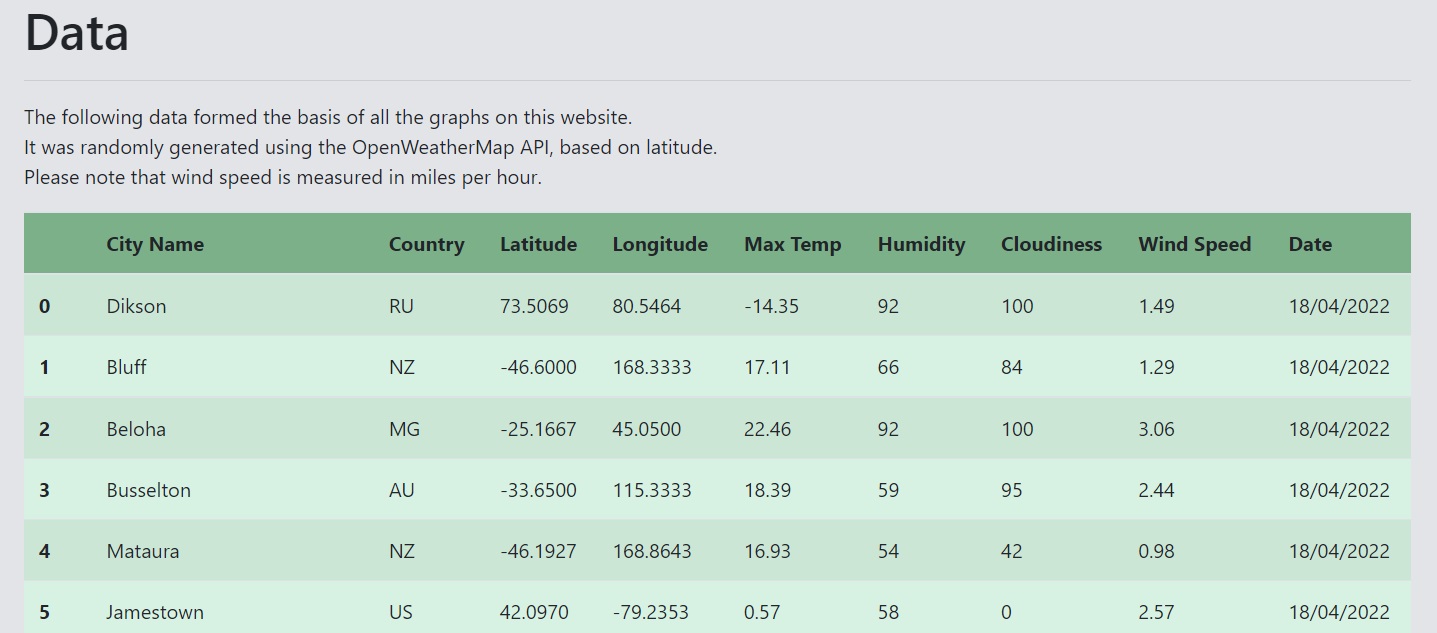 Data
The following data formed the basis of all the graphs on this website.
It was randomly generated using the OpenWeatherMap API, based on latitude.
Please note that wind speed is measured in miles per hour.
City Name Country Latitude Longitude Max Temp Humidity Cloudiness Wind Speed Date
0 Dikson RU 73.5069 80.5464 -14.35 92 100 1.49 18/04/2022
1 Bluff NZ -46.6000 168.3333 17.11 66 84 1.29 18/04/2022
2 Beloha MG -25.1667 45.0500 22.46 92 100 3.06 18/04/2022
3 Busselton AU -33.6500 115.3333 18.39 59 95 2.44 18/04/2022
4 Mataura NZ -46.1927 168.8643 16.93 54 42 0.98 18/04/2022
5 Jamestown US 42.0970 -79.2353 0.57 58 0 2.57 18/04/2022